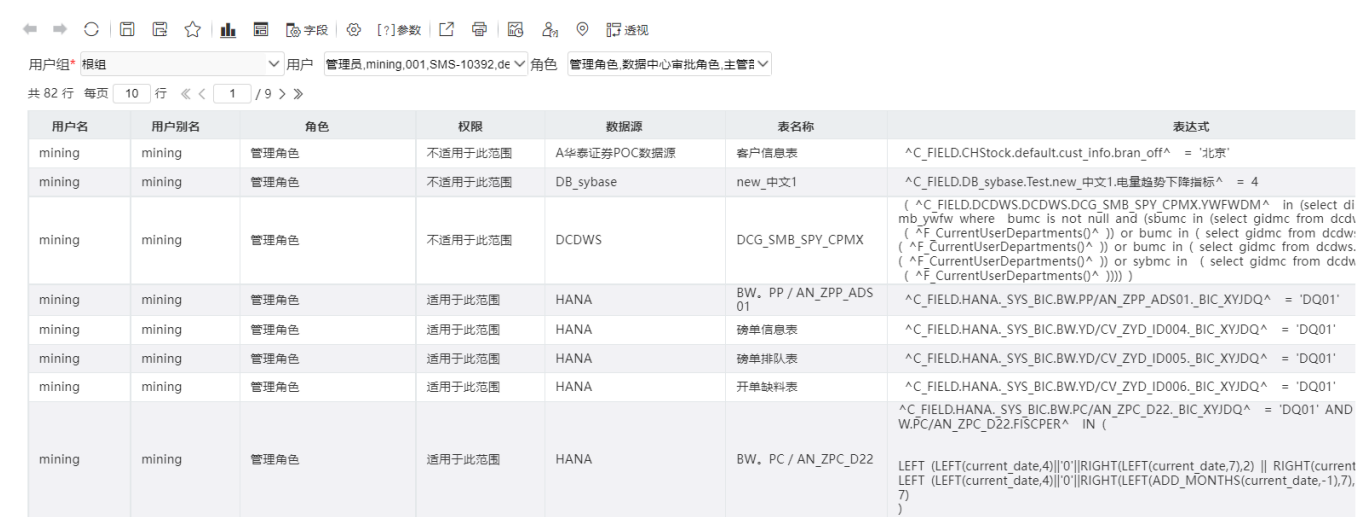 字段 [?]参数 透视
用户组* 根组 用户 管理员,mining,001,SMS-10392,de 角色 管理角色,数据中心审批角色,主管部
共 82 行 每页 10 行 1 / 9
用户名 用户别名 角色 权限 数据源 表名称 表达式
mining mining 管理角色 不适用于此范围 A华泰证券POC数据源 客户信息表 ^C_FIELD.CHStock.default.cust_info.bran_off^ = '北京'
mining mining 管理角色 不适用于此范围 DB_sybase new_中文1 ^C_FIELD.DB_sybase.Test.new_中文1.电量趋势下降指标^ = 4
( ^C_FIELD.DCDWS.DCDWS.DCG_SMB_SPY_CPMX.YWFWDM^ in (select di
mb_ywfw where bumc is not null and (sbumc in (select gidmc from dcdw
( ^F_CurrentUserDepartments()^ )) or bumc in ( select gidmc from dcdws
mining mining 管理角色 不适用于此范围 DCDWS DCG_SMB_SPY_CPMX ( ^F_CurrentUserDepartments()^ )) or bumc in ( select gidmc from dcdws.
( ^F_CurrentUserDepartments()^ )) or sybmc in ( select gidmc from dcdw
( ^F_CurrentUserDepartments()^ )))) )
mining mining 管理角色 适用于此范围 HANA BW。PP / AN_ZPP_ADS
01 ^C_FIELD.HANA._SYS_BIC.BW.PP/AN_ZPP_ADS01._BIC_XYJDQ^ = 'DQ01'
mining mining 管理角色 适用于此范围 HANA 磅单信息表 ^C_FIELD.HANA._SYS_BIC.BW.YD/CV_ZYD_ID004._BIC_XYJDQ^ = 'DQ01'
mining mining 管理角色 适用于此范围 HANA 磅单排队表 ^C_FIELD.HANA._SYS_BIC.BW.YD/CV_ZYD_ID005._BIC_XYJDQ^ = 'DQ01'
mining mining 管理角色 适用于此范围 HANA 开单缺料表 ^C_FIELD.HANA._SYS_BIC.BW.YD/CV_ZYD_ID006._BIC_XYJDQ^ = 'DQ01'
^C_FIELD.HANA._SYS_BIC.BW.PC/AN_ZPC_D22._BIC_XYJDQ^ = 'DQ01' AND
W.PC/AN_ZPC_D22.FISCPER^ IN (
mining mining 管理角色 适用于此范围 HANA BW。PC / AN_ZPC_D22
LEFT (LEFT(current_date,4)||'0'||RIGHT(LEFT(current_date,7),2) || RIGHT(current
LEFT (LEFT(current_date,4)||'0'||RIGHT(LEFT(ADD_MONTHS(current_date,-1),7),
7)
)